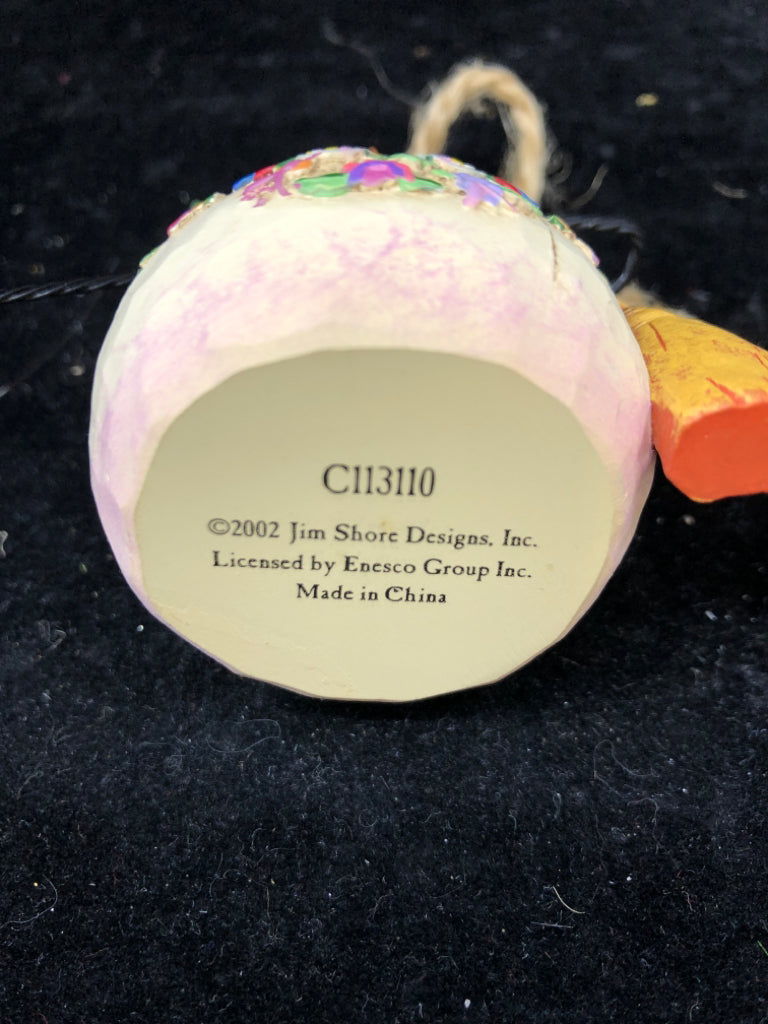 C113110
©2002 Jim Shore Designs, Inc.
Licensed by Enesco Group Inc.
Made in China